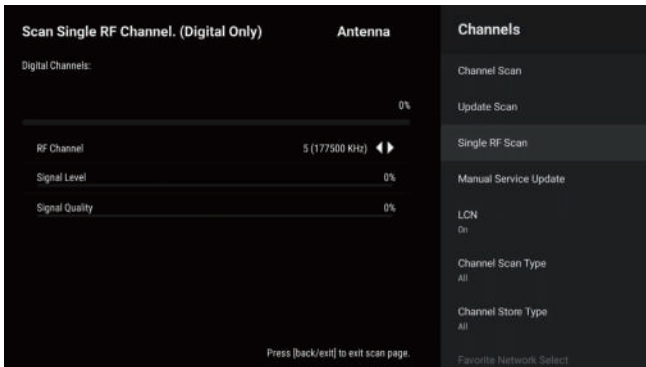 Scan Single RF Channel. (Digital Only)
Antenna
Digital Channels:
0%
RF Channel
5 (177500 KHz)
Signal Level
0%
Signal Quality
0%
Press [back/exit] to exit scan page.
Channels
Channel Scan
Update Scan
Single RF Scan
Manual Service Update
LCN
On
Channel Scan Type
All
Channel Store Type
All
Favorite Network Select